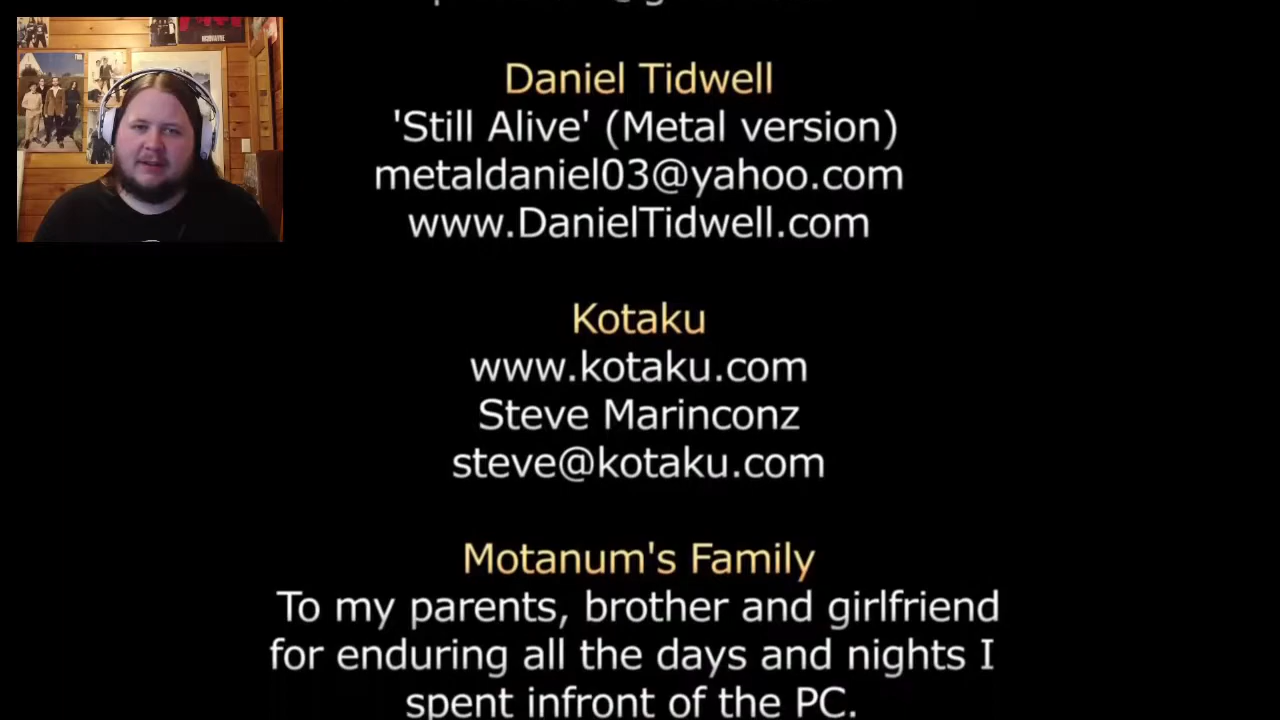 Daniel Tidwell
'Still Alive' (Metal version)
metaldaniel03@yahoo.com
www.DanielTidwell.com
Kotaku
www.kotaku.com
Steve Marinconz
steve@kotaku.com
Motanum's Family
To my parents, brother and girlfriend
for enduring all the days and nights I
spent infront of the PC.